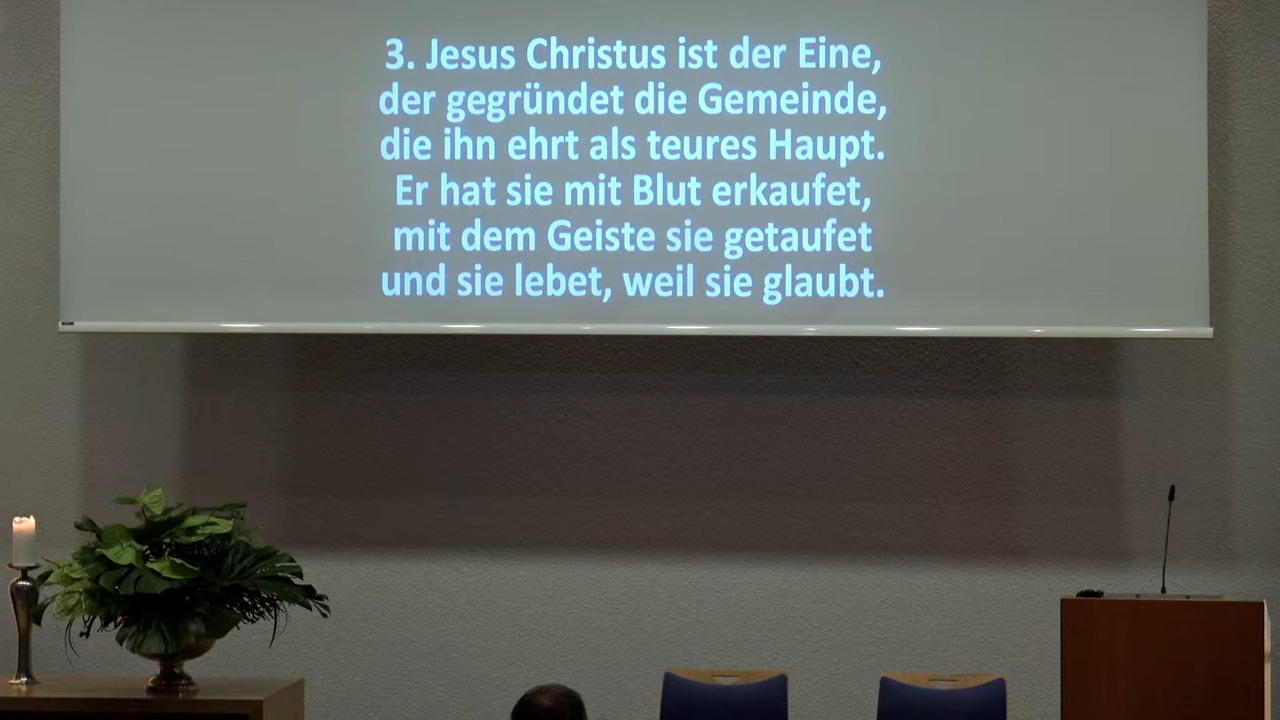 3. Jesus Christus ist der Eine,
der gegründet die Gemeinde,
die ihn ehrt als teures Haupt.
Er hat sie mit Blut erkaufet,
mit dem Geiste sie getaufet
und sie lebet, weil sie glaubt.